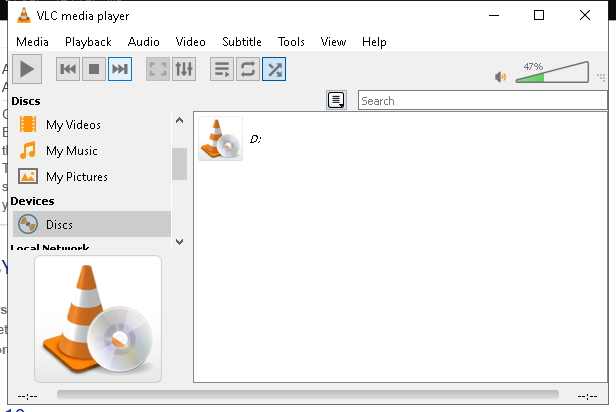 VLC media player
Media Playback Audio Video Subtitle Tools View Help
47%
Discs
Search
My Videos
D:
My Music
My Pictures
Devices
Discs
Local Network
--:-- --:--